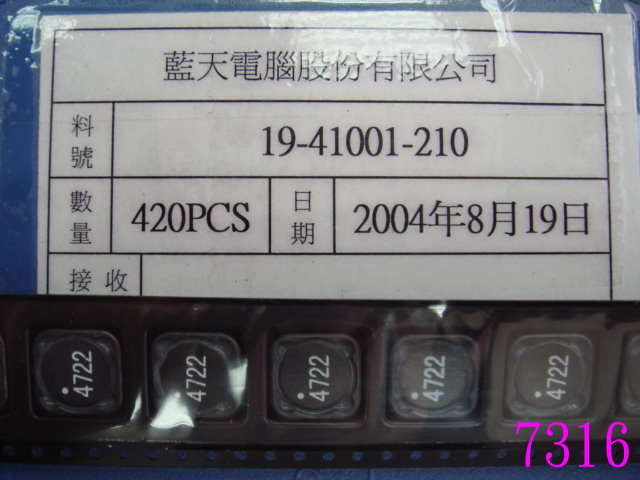 藍天電腦股份有限公司
料號 19-41001-210
數量 420PCS 日期 2004年8月19日
接收
4722 4722 4722 4722 4722
7316